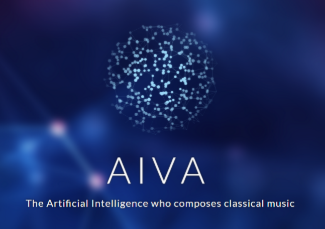 AIVA
The Artificial Intelligence who composes classical music